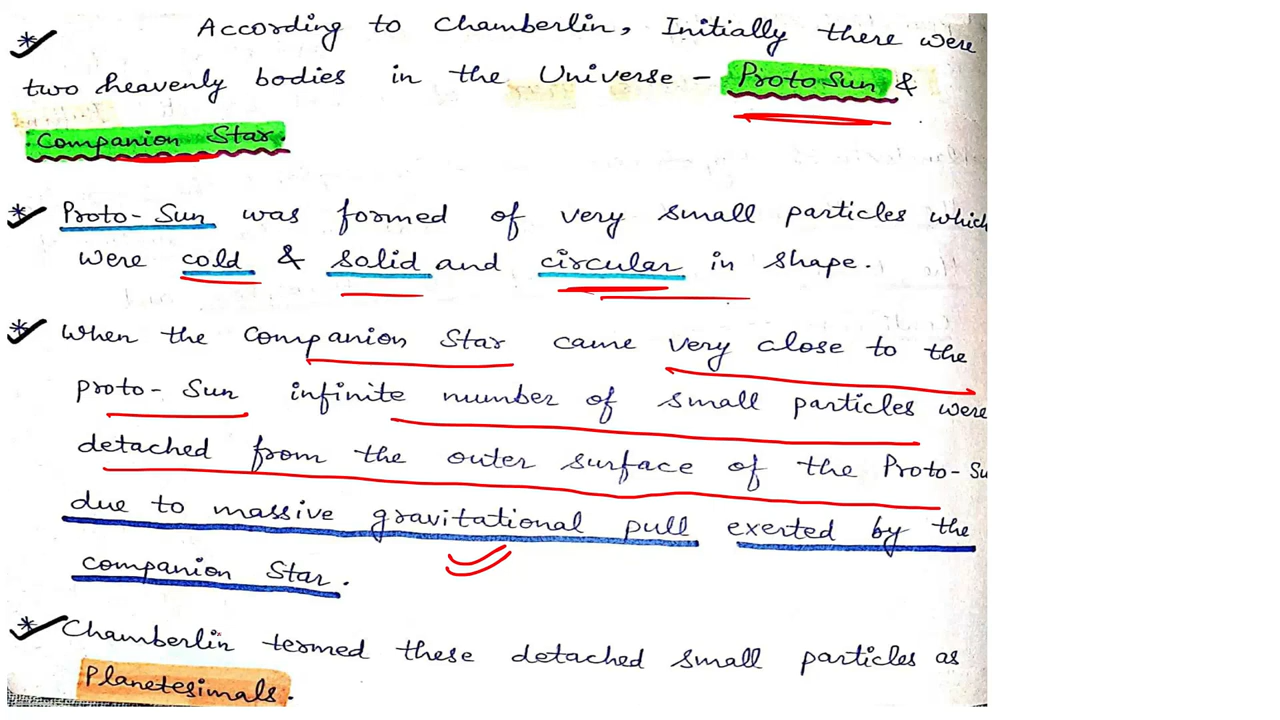 * According to Chamberlin, Initially there were
two heavenly bodies in the Universe - Proto Sun &
Companion Star.
* Proto-Sun was formed of very small particles which
were cold & solid and circular in shape.
* When the Companion Star came very close to the
proto-Sun infinite number of small particles were
detached from the outer surface of the Proto-Su
due to massive gravitational pull exerted by the
companion Star.
* Chamberlin termed these detached small particles as
Planetesimals.